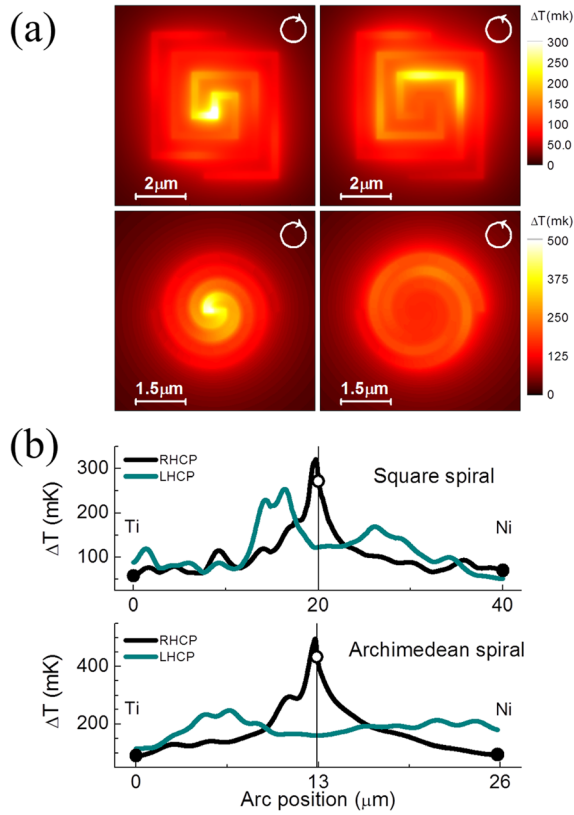 (a)
ΔT(mk)
300
300
200
100
50.0
0
2μm
2μm
ΔT(mk)
500
375
250
125
0
1.5μm
1.5μm
(b)
RHCP
LHCP
Square spiral
300
200
100
ΔT (mK)
Ti
Ni
0
20
40
RHCP
LHCP
Archimedean spiral
400
200
ΔT (mK)
Ti
Ni
0
13
26
Arc position (μm)